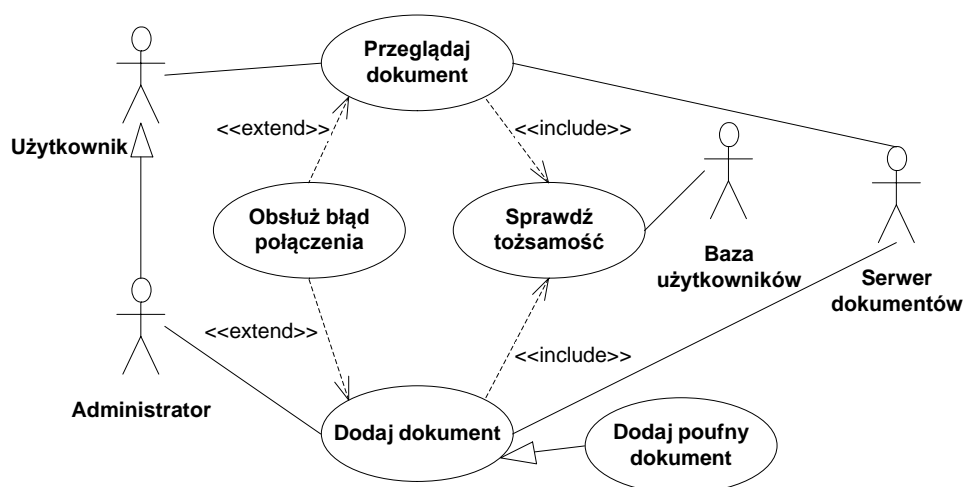 Przeglądaj
dokument
Użytkownik
<<extend>>
<<include>>
Obsłuż błąd
połączenia
Sprawdź
tożsamość
Baza
użytkowników
Serwer
dokumentów
<<extend>>
<<include>>
Administrator
Dodaj dokument
Dodaj poufny
dokument